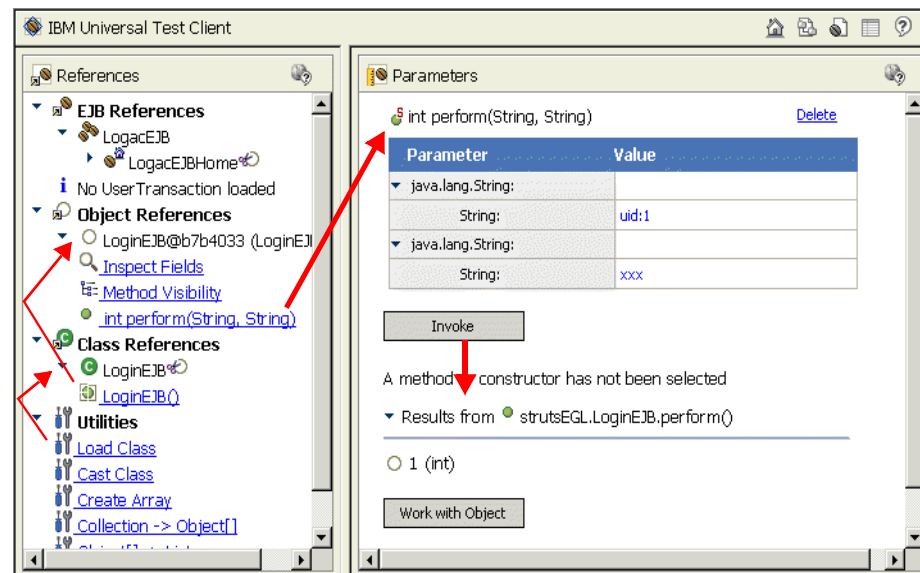 IBM Universal Test Client
References
EJB References
LogacEJB
LogacEJBHome
No UserTransaction loaded
Object References
LoginEJB@b7b4033 (LoginEJ
Inspect Fields
Method Visibility
int perform(String, String)
Class References
LoginEJB
LoginEJB()
Utilities
Load Class
Cast Class
Create Array
Collection -> Object[]
Parameters
int perform(String, String)
Delete
Parameter Value
java.lang.String:
String: uid:1
java.lang.String:
String: xxx
Invoke
A method constructor has not been selected
Results from strutsEGL.LoginEJB.perform()
1 (int)
Work with Object